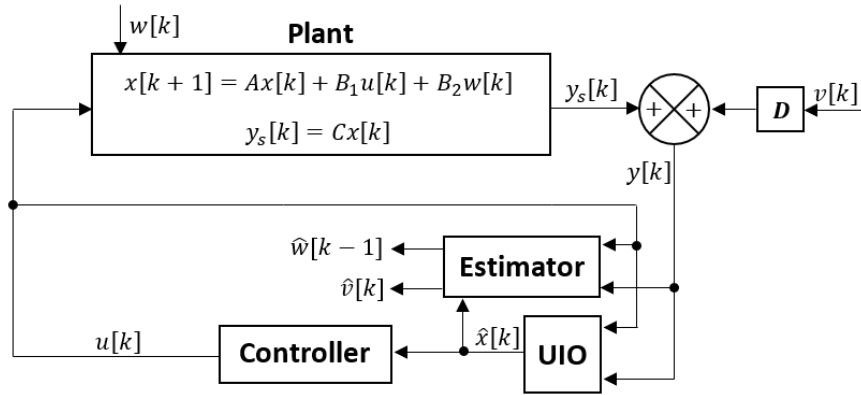 w[k]
Plant
x[k + 1] = Ax[k] + B₁u[k] + B₂w[k]
yₛ[k] = Cx[k]
yₛ[k]
+ +
D
v[k]
y[k]
ŵ[k − 1]
v̂[k]
Estimator
u[k]
Controller
x̂[k]
UIO